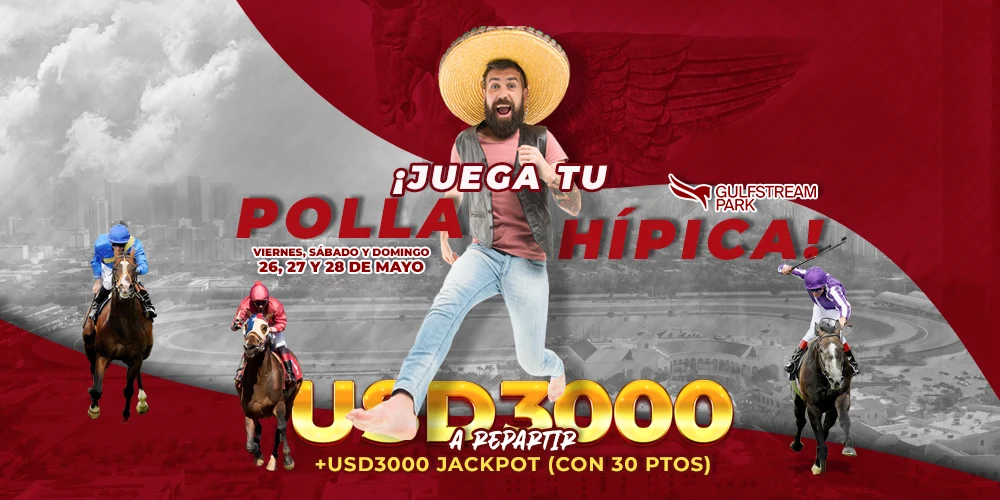 ¡JUEGA TU
POLLA HÍPICA!
GULFSTREAM
PARK
VIERNES, SÁBADO Y DOMINGO
26, 27 Y 28 DE MAYO
USD3000
A REPARTIR
+USD3000 JACKPOT (CON 30 PTOS)